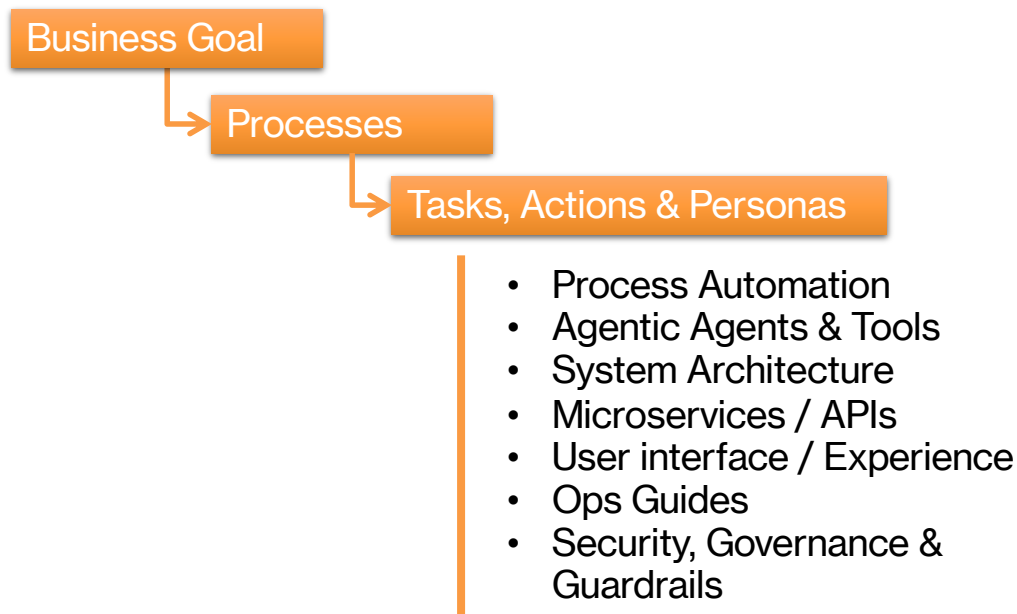 Business Goal
Processes
Tasks, Actions & Personas
• Process Automation
• Agentic Agents & Tools
• System Architecture
• Microservices / APIs
• User interface / Experience
• Ops Guides
• Security, Governance &
Guardrails